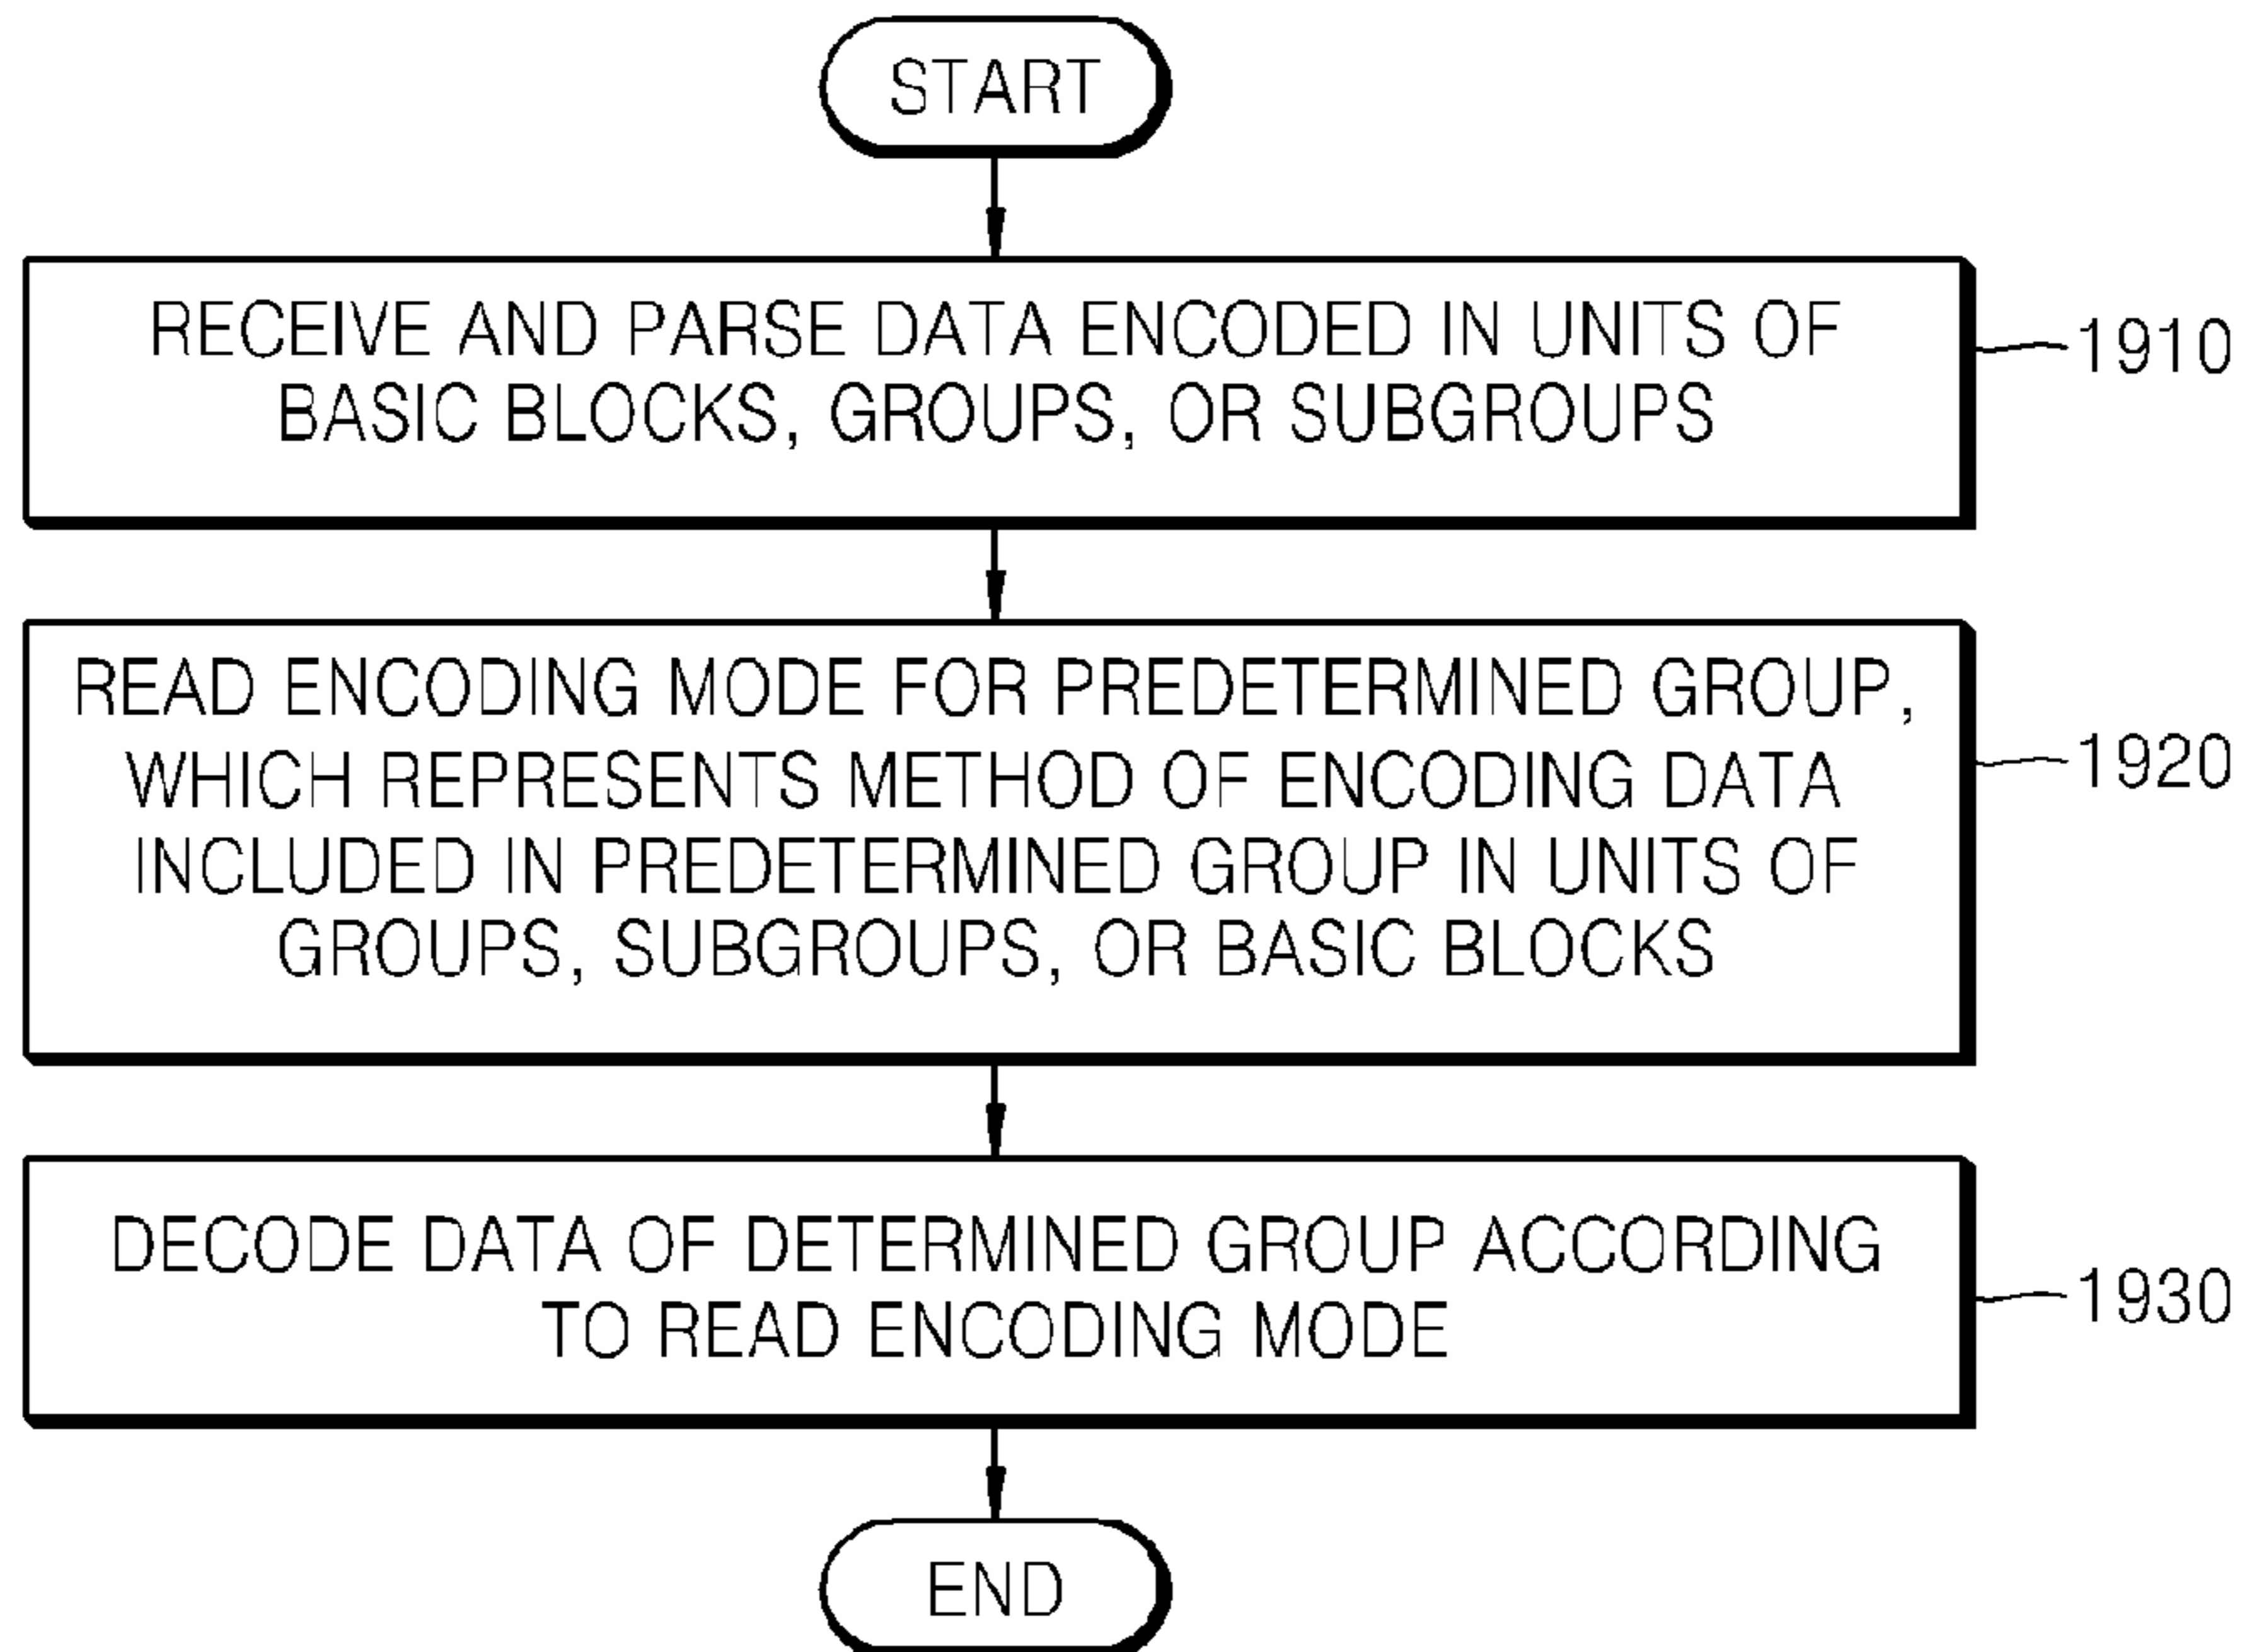 START
RECEIVE AND PARSE DATA ENCODED IN UNITS OF
BASIC BLOCKS, GROUPS, OR SUBGROUPS
1910
READ ENCODING MODE FOR PREDETERMINED GROUP,
WHICH REPRESENTS METHOD OF ENCODING DATA
INCLUDED IN PREDETERMINED GROUP IN UNITS OF
GROUPS, SUBGROUPS, OR BASIC BLOCKS
1920
DECODE DATA OF DETERMINED GROUP ACCORDING
TO READ ENCODING MODE
1930
END